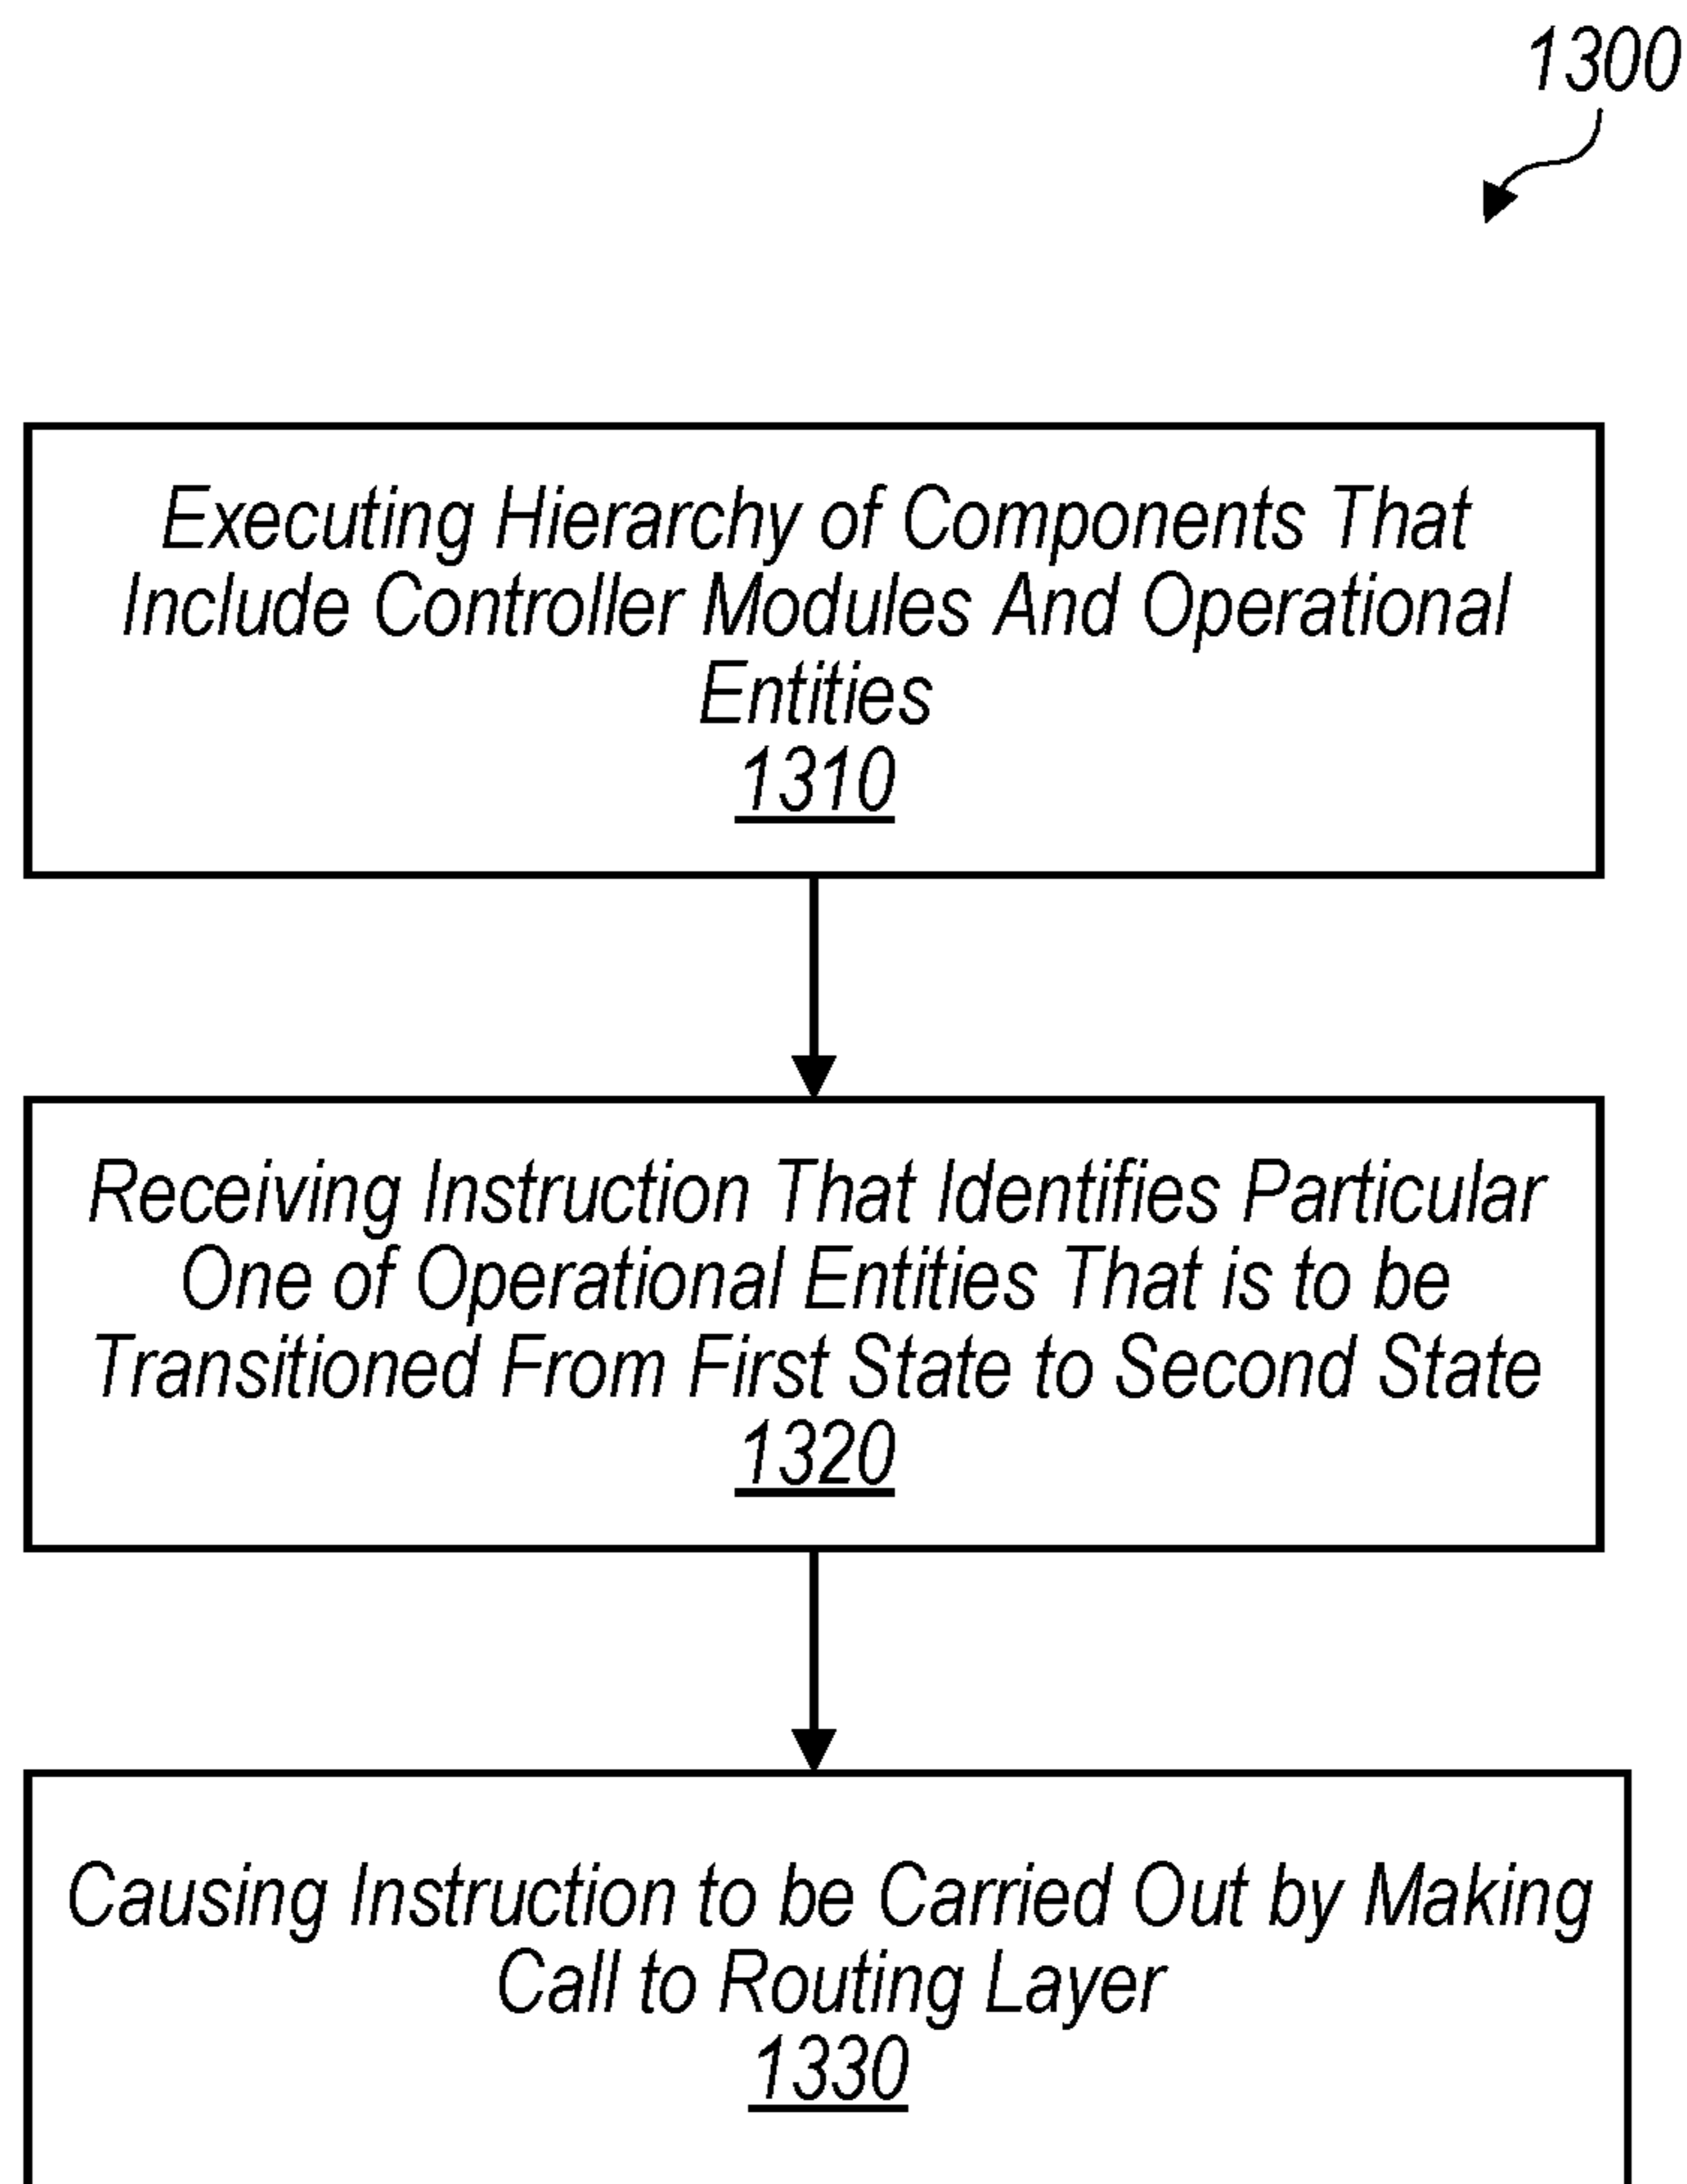 1300
Executing Hierarchy of Components That
Include Controller Modules And Operational
Entities
1310
Receiving Instruction That Identifies Particular
One of Operational Entities That is to be
Transitioned From First State to Second State
1320
Causing Instruction to be Carried Out by Making
Call to Routing Layer
1330